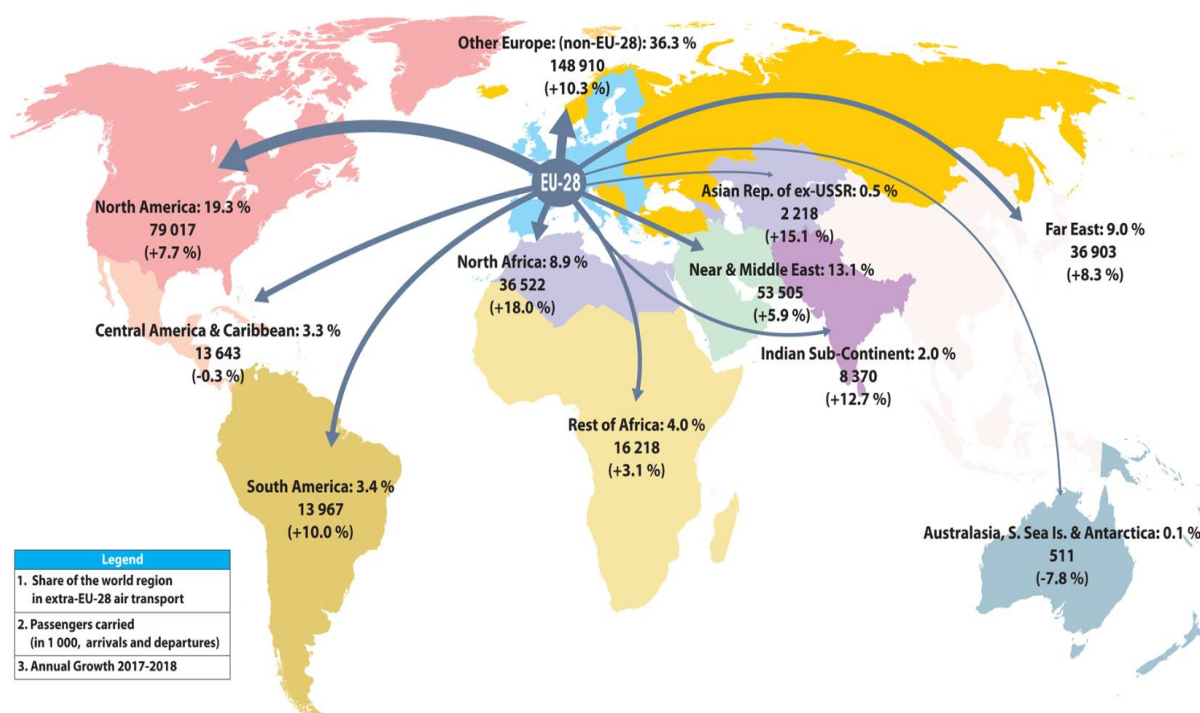 Other Europe: (non-EU-28): 36.3 %
148 910
(+10.3 %)
EU-28
North America: 19.3 %
79 017
(+7.7 %)
Asian Rep. of ex-USSR: 0.5 %
2 218
(+15.1 %)
Far East: 9.0 %
36 903
(+8.3 %)
North Africa: 8.9 %
36 522
(+18.0 %)
Near & Middle East: 13.1 %
53 505
(+5.9 %)
Central America & Caribbean: 3.3 %
13 643
(-0.3 %)
Indian Sub-Continent: 2.0 %
8 370
(+12.7 %)
Rest of Africa: 4.0 %
16 218
(+3.1 %)
South America: 3.4 %
13 967
(+10.0 %)
Australasia, S. Sea Is. & Antarctica: 0.1 %
511
(-7.8 %)
Legend
1. Share of the world region
in extra-EU-28 air transport
2. Passengers carried
(in 1 000, arrivals and departures)
3. Annual Growth 2017-2018